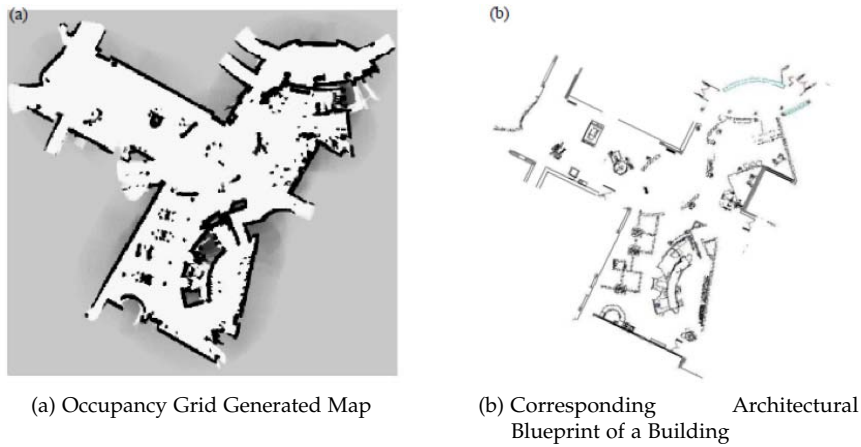 (a)
(b)
(a) Occupancy Grid Generated Map
(b) Corresponding Architectural
Blueprint of a Building